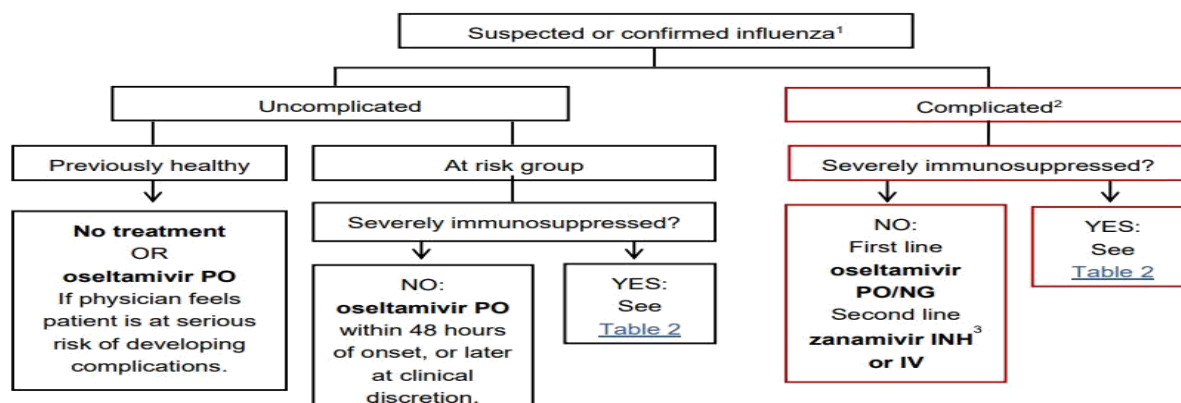 Suspected or confirmed influenza¹
Uncomplicated
Complicated²
Previously healthy
At risk group
Severely immunosuppressed?
No treatment
OR
oseltamivir PO
If physician feels
patient is at serious
risk of developing
complications.
Severely immunosuppressed?
NO:
oseltamivir PO
within 48 hours
of onset, or later
at clinical
discretion.
YES:
See
Table 2
NO:
First line
oseltamivir
PO/NG
Second line
zanamivir INH³
or IV
YES:
See
Table 2